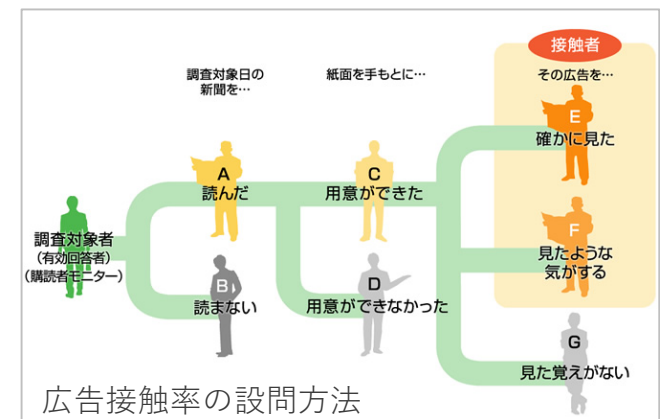 接触者
調査対象日の
新聞を…
紙面を手もとに…
その広告を…
E
確かに見た
A
読んだ
C
用意ができた
調査対象者
(有効回答者)
(購読者モニター)
F
見たような
気がする
B
読まない
D
用意ができなかった
G
見た覚えがない
広告接触率の設問方法